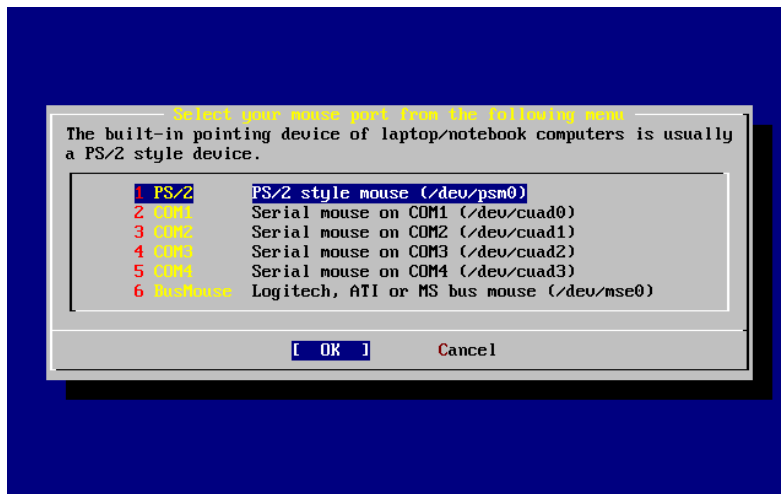 Select your mouse port from the following menu
The built-in pointing device of laptop/notebook computers is usually
a PS/2 style device.
1 PS/2 PS/2 style mouse (/dev/psm0)
2 COM1 Serial mouse on COM1 (/dev/cuad0)
3 COM2 Serial mouse on COM2 (/dev/cuad1)
4 COM3 Serial mouse on COM3 (/dev/cuad2)
5 COM4 Serial mouse on COM4 (/dev/cuad3)
6 BusMouse Logitech, ATI or MS bus mouse (/dev/mse0)
[ OK ] Cancel